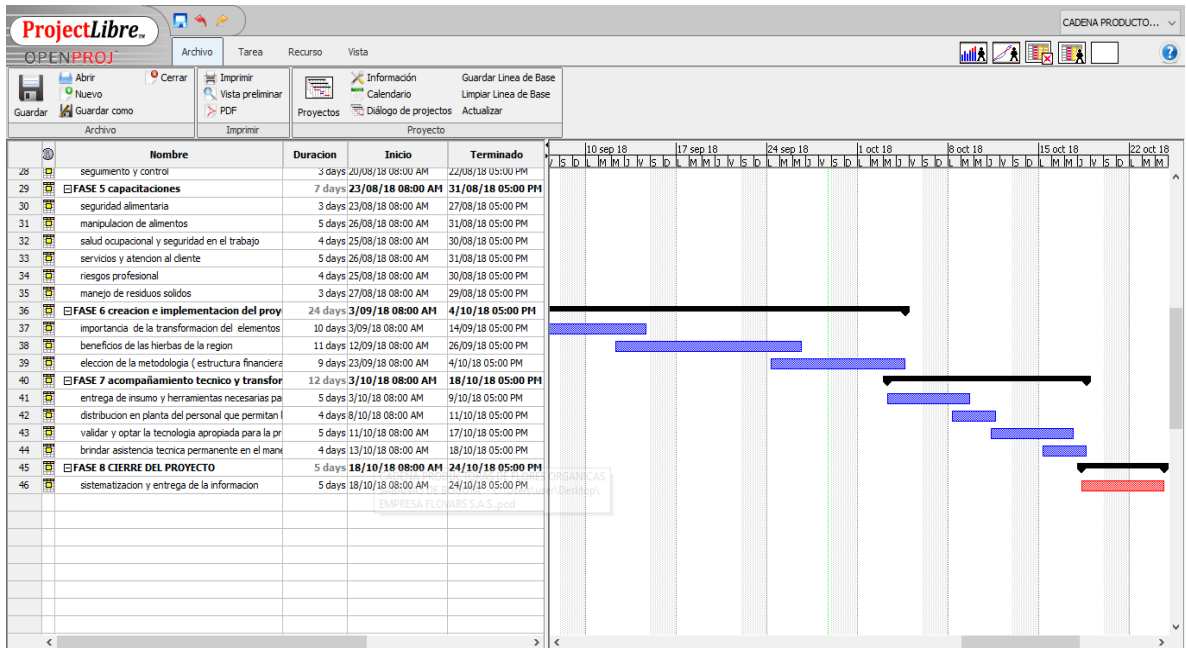 ProjectLibre™
OPENPROJ
CADENA PRODUCTO...
Archivo Tarea Recurso Vista
Guardar
Abrir
Nuevo
Guardar como
Cerrar
Archivo
Imprimir
Vista preliminar
PDF
Imprimir
Proyectos
Información
Calendario
Diálogo de projectos
Guardar Linea de Base
Limpiar Linea de Base
Actualizar
Proyecto
Nombre Duracion Inicio Terminado
10 sep 18 17 sep 18 24 sep 18 1 oct 18 8 oct 18 15 oct 18 22 oct 18
V S D L M M J V S D L M M J V S D L M M J V S D L M M J V S D L M M J V S D L M M J V S D L M M
28 seguimiento y control 3 days 20/08/18 08:00 AM 22/08/18 05:00 PM
29 FASE 5 capacitaciones 7 days 23/08/18 08:00 AM 31/08/18 05:00 PM
30 seguridad alimentaria 3 days 23/08/18 08:00 AM 27/08/18 05:00 PM
31 manipulacion de alimentos 5 days 26/08/18 08:00 AM 31/08/18 05:00 PM
32 salud ocupacional y seguridad en el trabajo 4 days 25/08/18 08:00 AM 30/08/18 05:00 PM
33 servicios y atencion al cliente 5 days 26/08/18 08:00 AM 31/08/18 05:00 PM
34 riesgos profesional 4 days 25/08/18 08:00 AM 30/08/18 05:00 PM
35 manejo de residuos solidos 3 days 27/08/18 08:00 AM 29/08/18 05:00 PM
36 FASE 6 creacion e implementacion del proy 24 days 3/09/18 08:00 AM 4/10/18 05:00 PM
37 importancia de la transformacion del elementos 10 days 3/09/18 08:00 AM 14/09/18 05:00 PM
38 beneficios de las hierbas de la region 11 days 12/09/18 08:00 AM 26/09/18 05:00 PM
39 eleccion de la metodologia ( estructura financiera 9 days 23/09/18 08:00 AM 4/10/18 05:00 PM
40 FASE 7 acompañamiento tecnico y transfor 12 days 3/10/18 08:00 AM 18/10/18 05:00 PM
41 entrega de insumo y herramientas necesarias pa 5 days 3/10/18 08:00 AM 9/10/18 05:00 PM
42 distribucion en planta del personal que permitan l 4 days 8/10/18 08:00 AM 11/10/18 05:00 PM
43 validar y optar la tecnologia apropiada para la pr 5 days 11/10/18 08:00 AM 17/10/18 05:00 PM
44 brindar asistencia tecnica permanente en el mane 4 days 13/10/18 08:00 AM 18/10/18 05:00 PM
45 FASE 8 CIERRE DEL PROYECTO 5 days 18/10/18 08:00 AM 24/10/18 05:00 PM
46 sistematizacion y entrega de la informacion 5 days 18/10/18 08:00 AM 24/10/18 05:00 PM
ORGANICAS
\Desktop\
EMPRESA FLOVARS S.A.S..pod